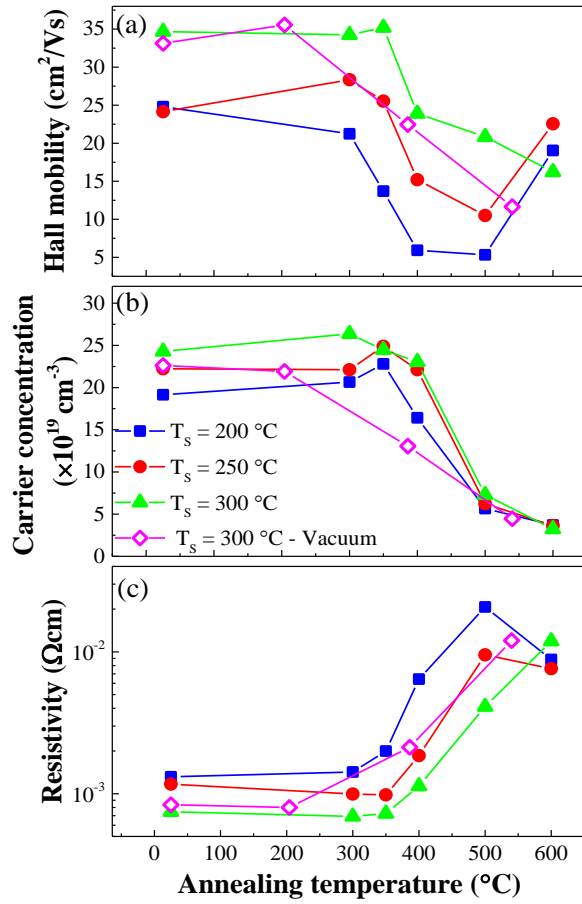 (a)
Hall mobility (cm²/Vs)
35
30
25
20
15
10
5
(b)
Carrier concentration
(×10¹⁹ cm⁻³)
30
25
20
15
10
5
0
T_S = 200 °C
T_S = 250 °C
T_S = 300 °C
T_S = 300 °C - Vacuum
(c)
Resistivity (Ωcm)
10⁻²
10⁻³
0 100 200 300 400 500 600
Annealing temperature (°C)